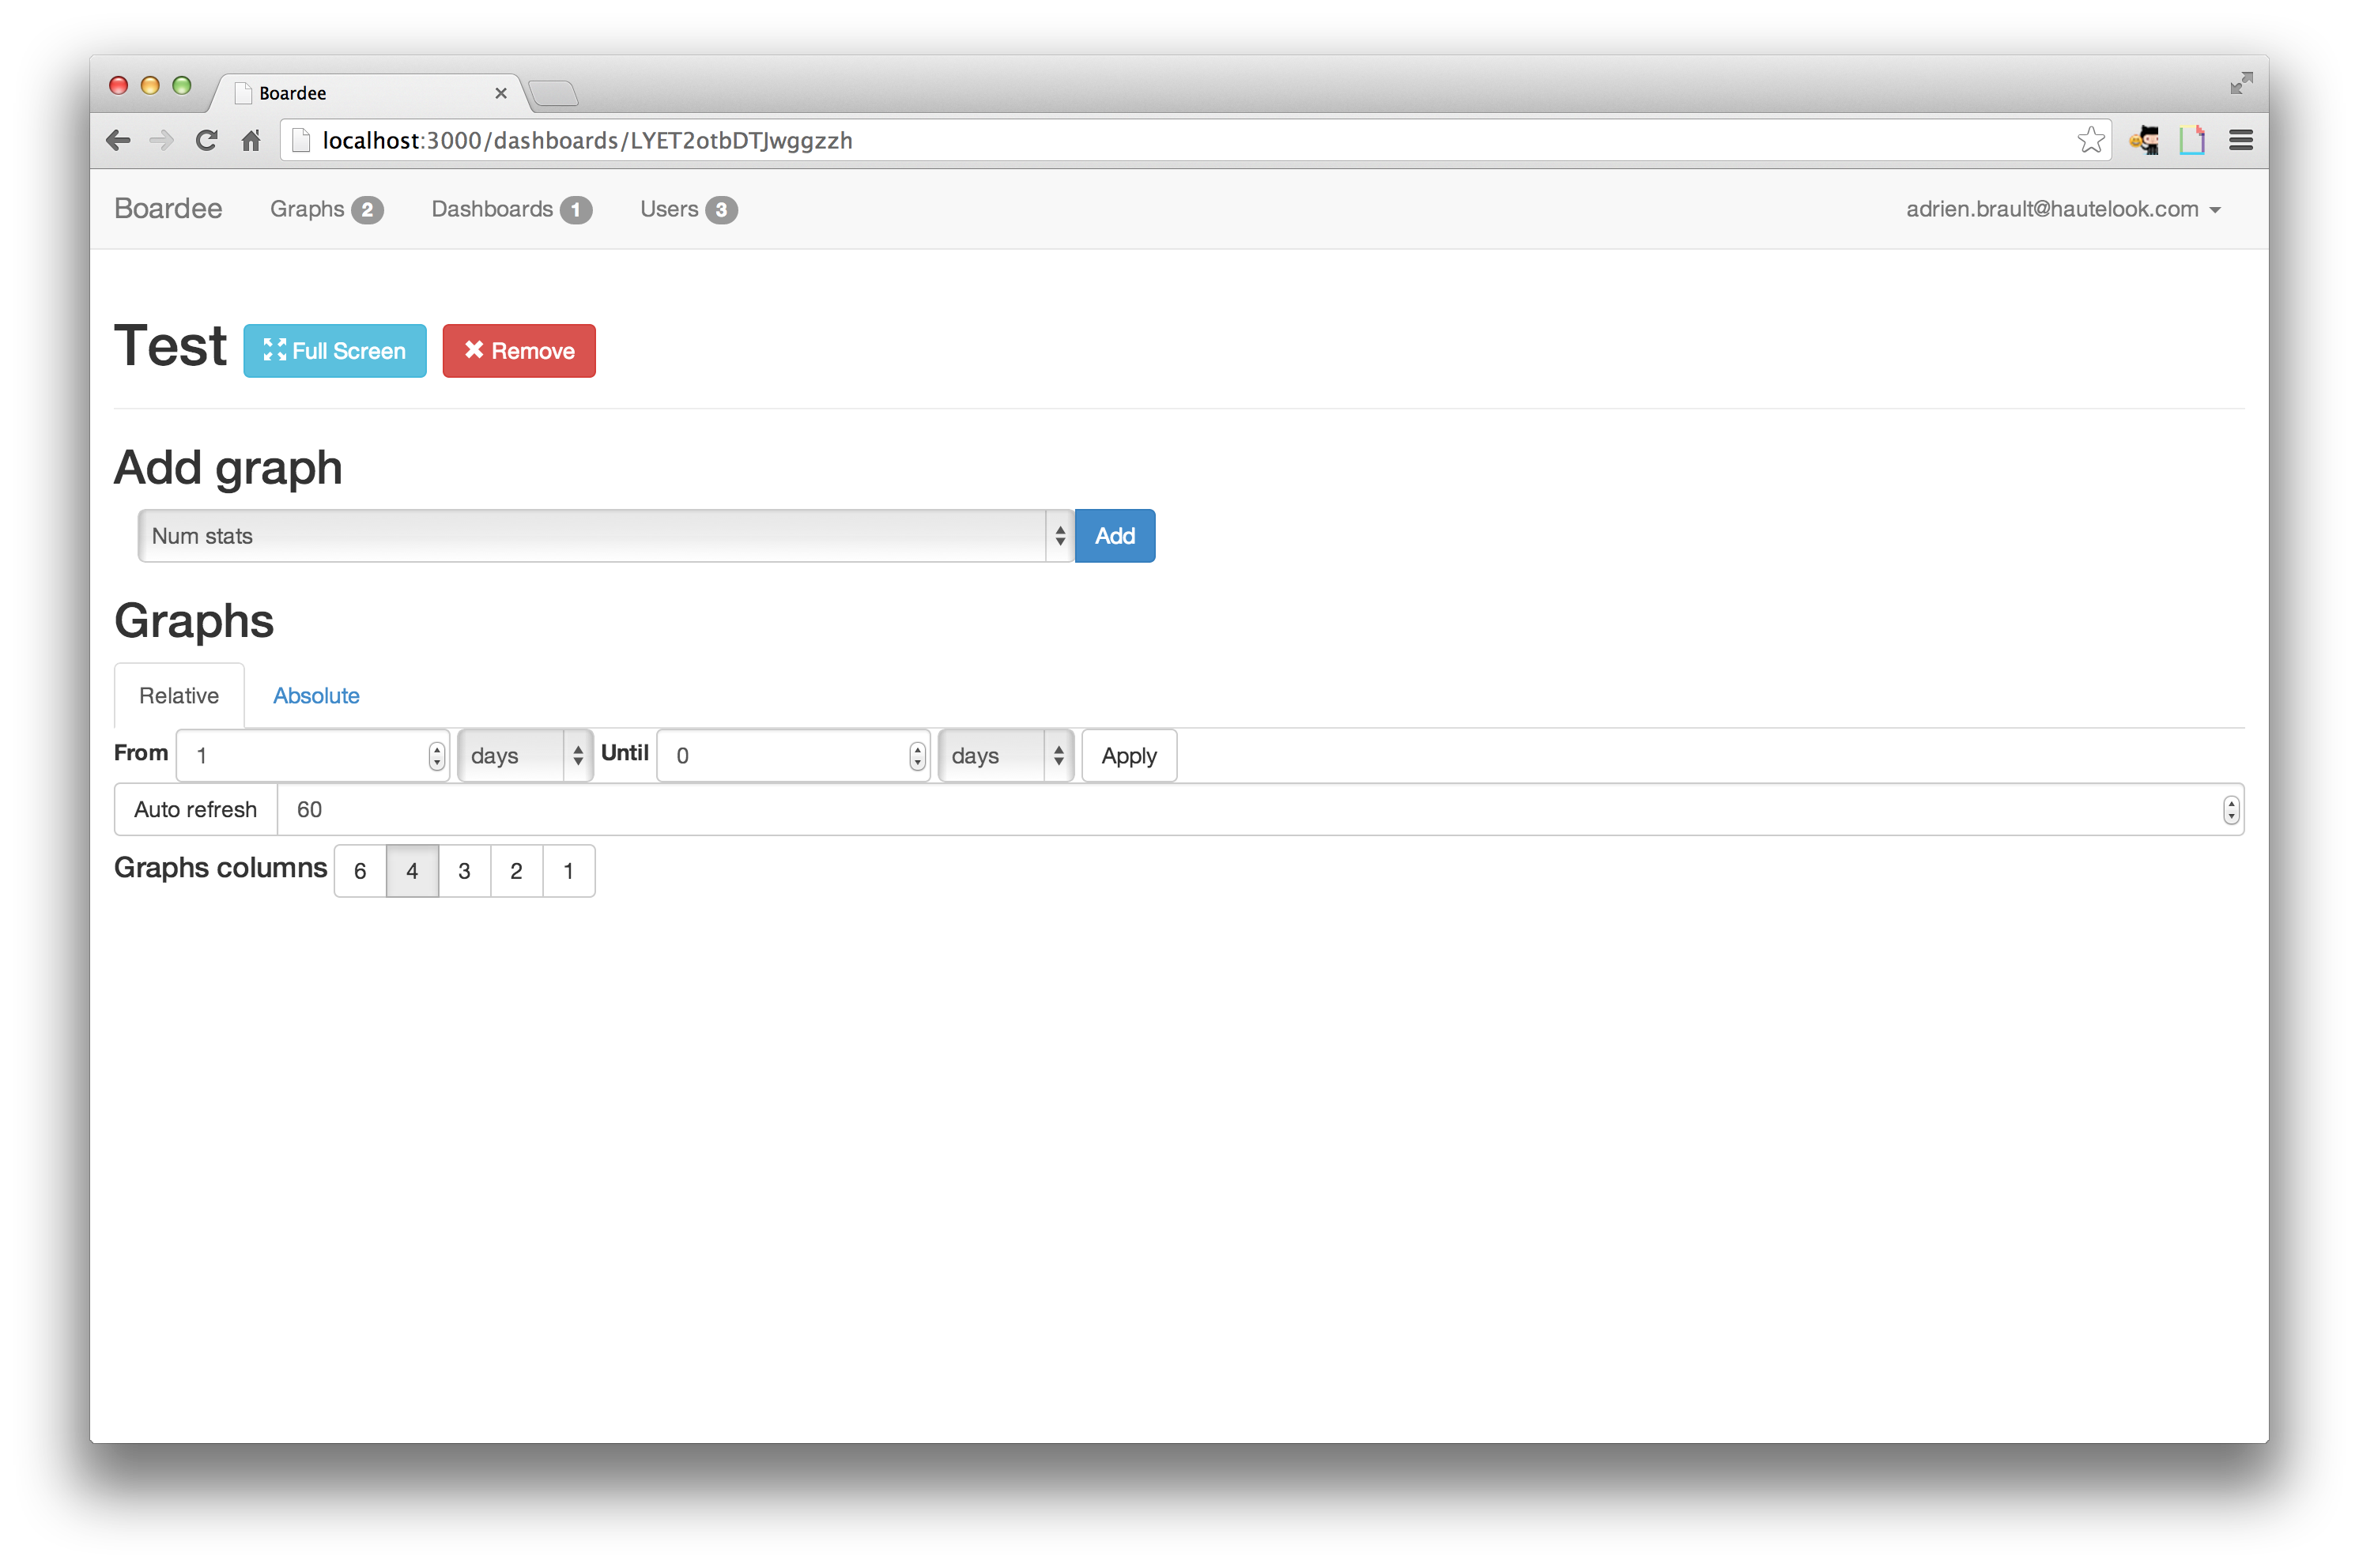 Boardee
localhost:3000/dashboards/LYET2otbDTJwggzzh
Boardee Graphs 2 Dashboards 1 Users 3 adrien.brault@hautelook.com
Test Full Screen Remove
Add graph
Num stats Add
Graphs
Relative Absolute
From 1 days Until 0 days Apply
Auto refresh 60
Graphs columns 6 4 3 2 1